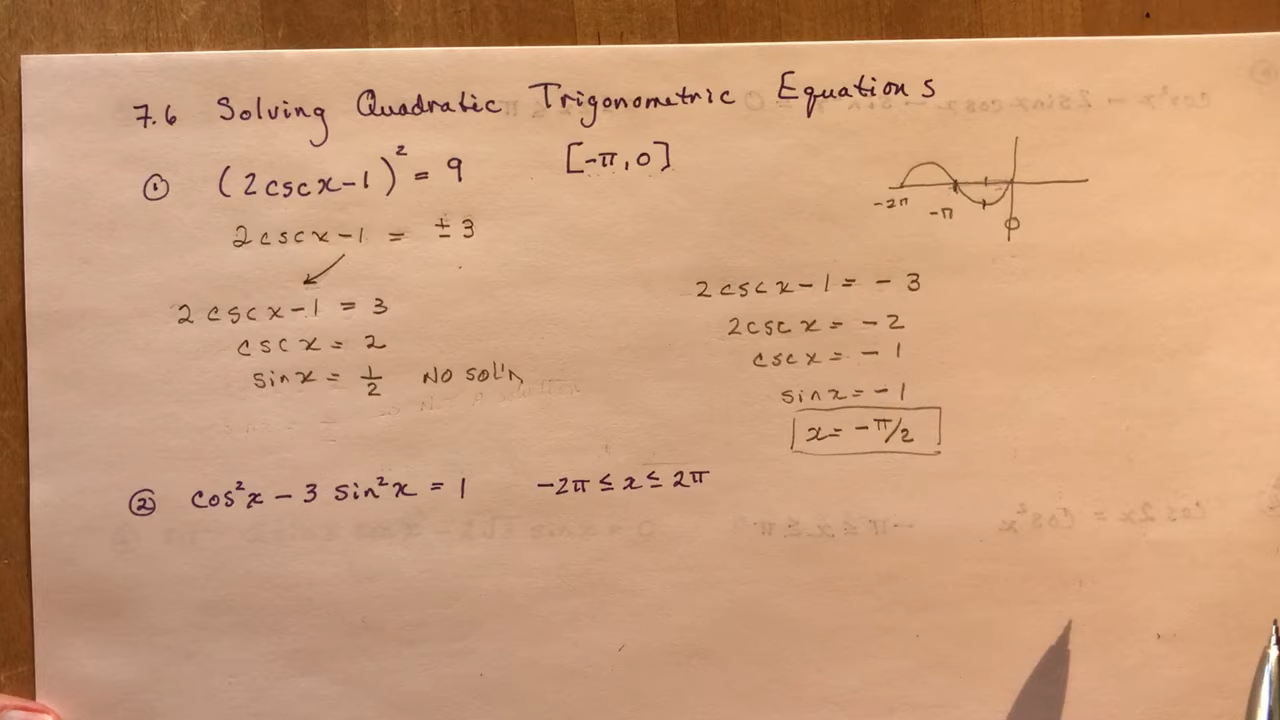 7.6 Solving Quadratic Trigonometric Equations
① (2cscx-1)² = 9 [-π,0]
-2π -π 0
2cscx-1 = ±3
2cscx-1 = 3
cscx = 2
sinx = 1/2 NO SOL'N
2cscx-1 = -3
2cscx = -2
cscx = -1
sinx = -1
x = -π/2
② cos²x - 3 sin²x = 1 -2π ≤ x ≤ 2π